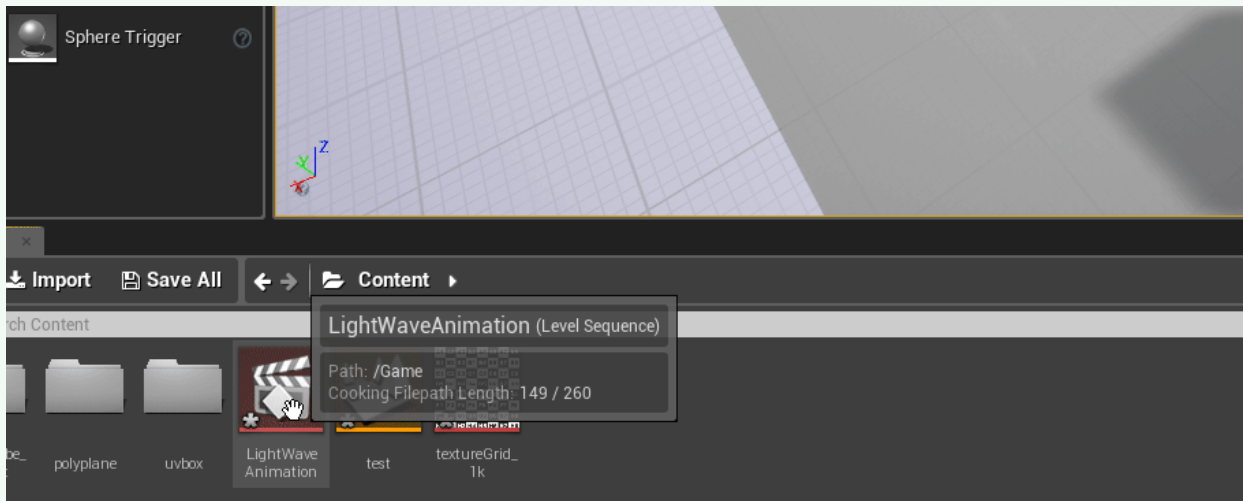 Sphere Trigger
Z
Y
X
Import
Save All
Content
rch Content
LightWaveAnimation (Level Sequence)
Path: /Game
Cooking Filepath Length: 149 / 260
be_
polyplane
uvbox
LightWave
Animation
test
textureGrid_
1k